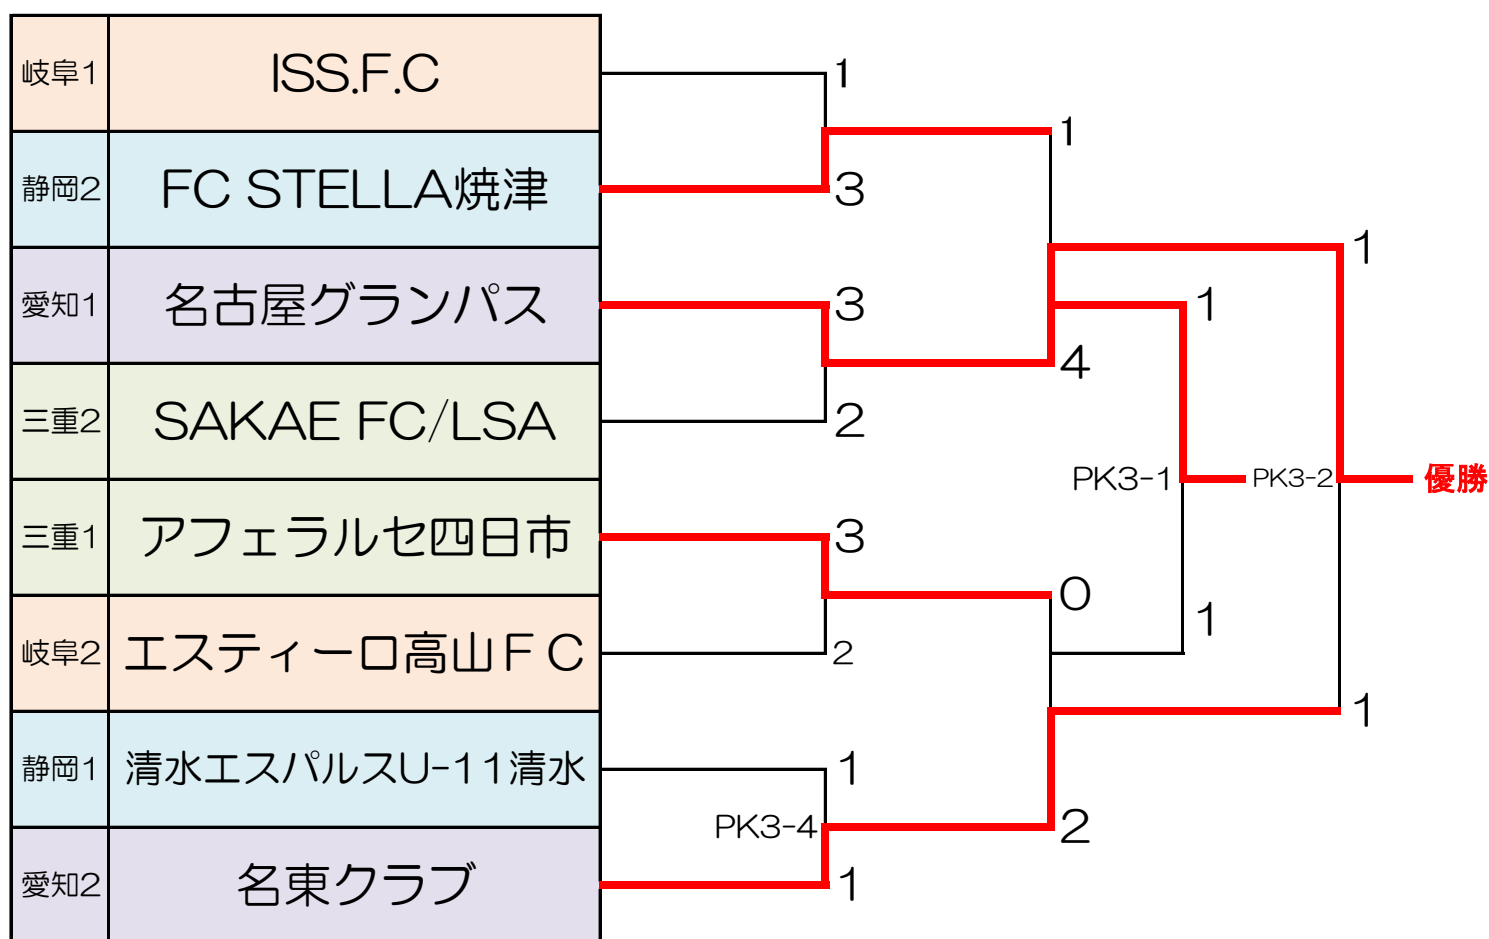 岐阜1 ISS.F.C
1
1
静岡2 FC STELLA焼津
3
1
愛知1 名古屋グランパス
3
1
4
三重2 SAKAE FC/LSA
2
PK3-1 PK3-2 優勝
三重1 アフェラルセ四日市
3
0
1
岐阜2 エスティーロ高山ＦＣ
2
1
静岡1 清水エスパルスU-11清水
1
PK3-4
2
愛知2 名東クラブ
1